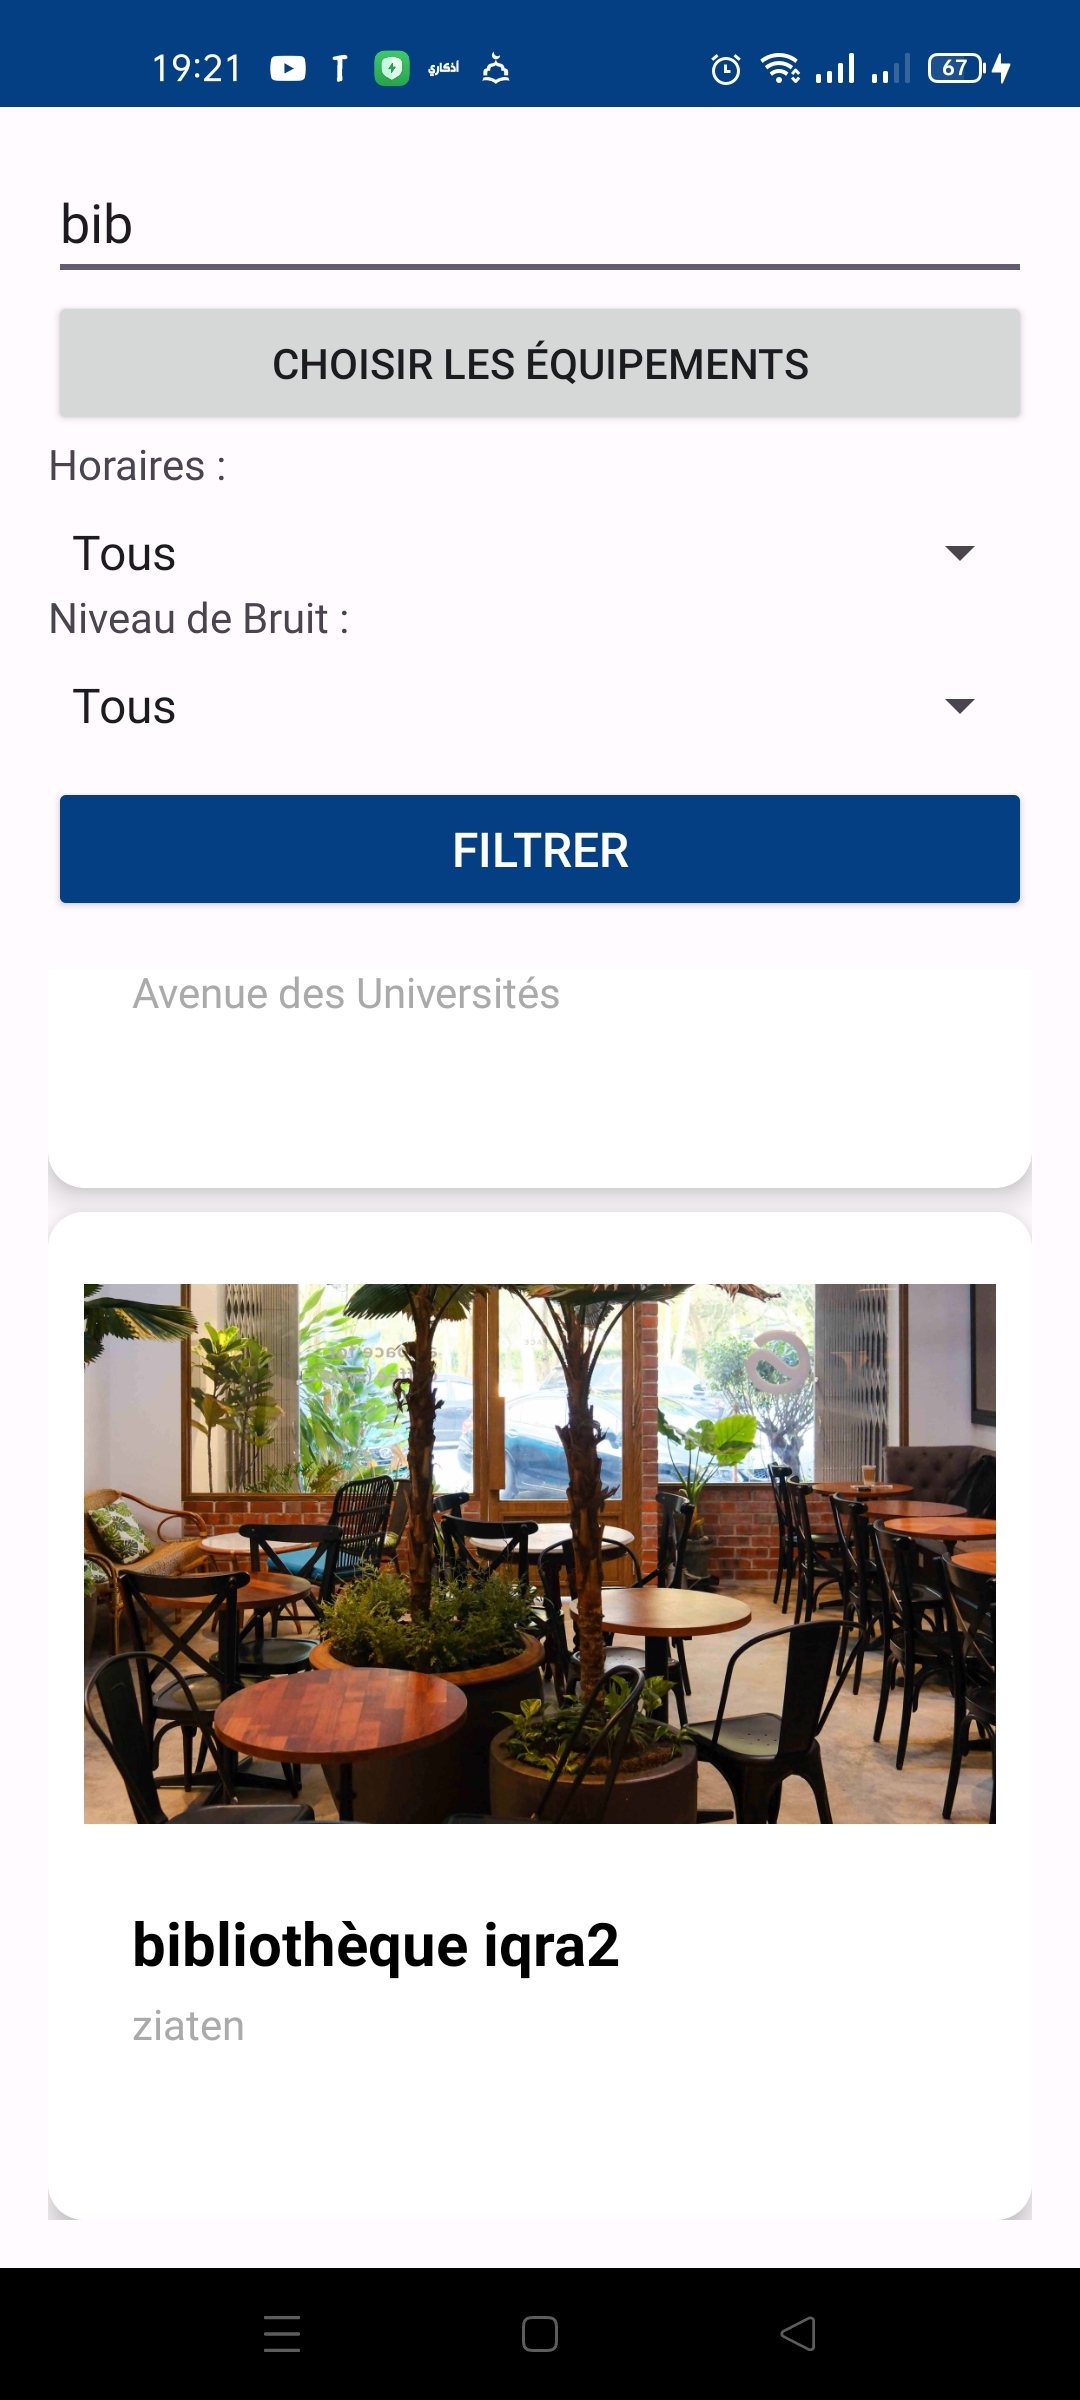 19:21
أذكاري
67
bib
CHOISIR LES ÉQUIPEMENTS
Horaires :
Tous
Niveau de Bruit :
Tous
FILTRER
Avenue des Universités
bibliothèque iqra2
ziaten